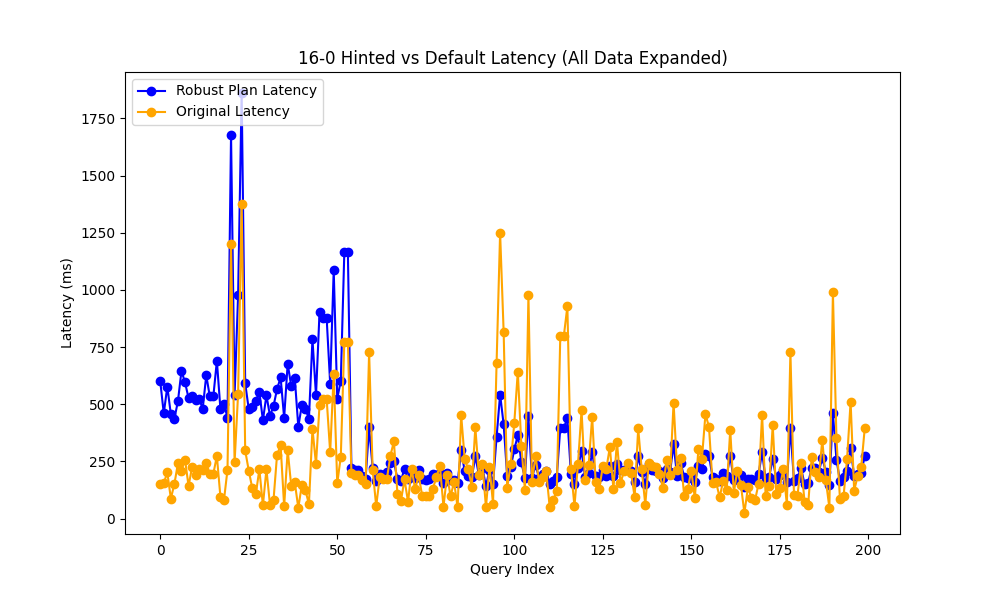 16-0 Hinted vs Default Latency (All Data Expanded)
Robust Plan Latency
Original Latency
1750
1500
1250
1000
750
500
250
0
Latency (ms)
0 25 50 75 100 125 150 175 200
Query Index